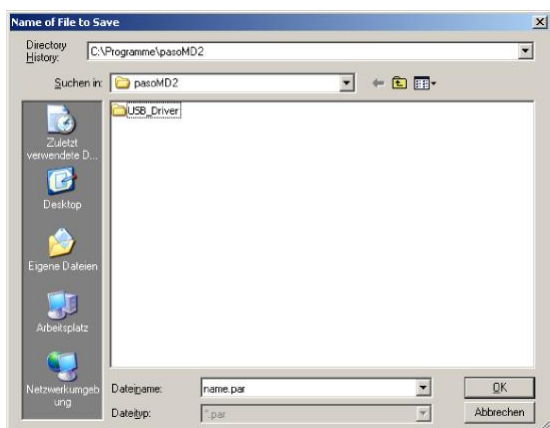 Name of File to Save
Directory
History:
C:\Programme\pasoMD2
Suchen in:
pasoMD2
USB_Driver
Zuletzt
verwendete D...
Desktop
Eigene Dateien
Arbeitsplatz
Netzwerkumgeb
ung
Dateiname:
name.par
OK
Dateityp:
*.par
Abbrechen